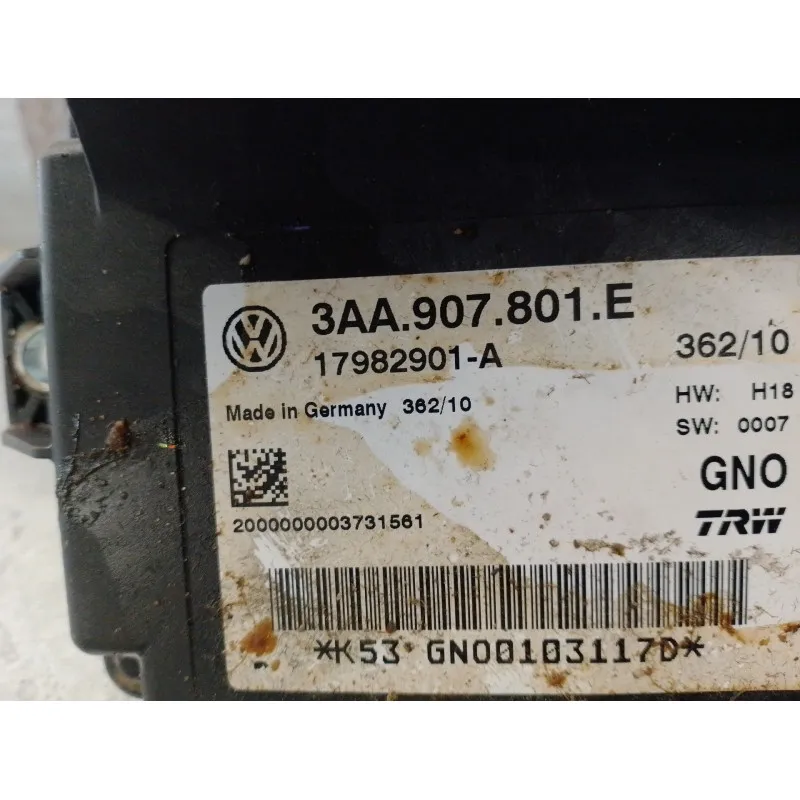 3AA.907.801.E
17982901-A
362/10
Made in Germany 362/10
HW: H18
SW: 0007
GNO
TRW
2000000003731561
*K53 GNO0103117D*